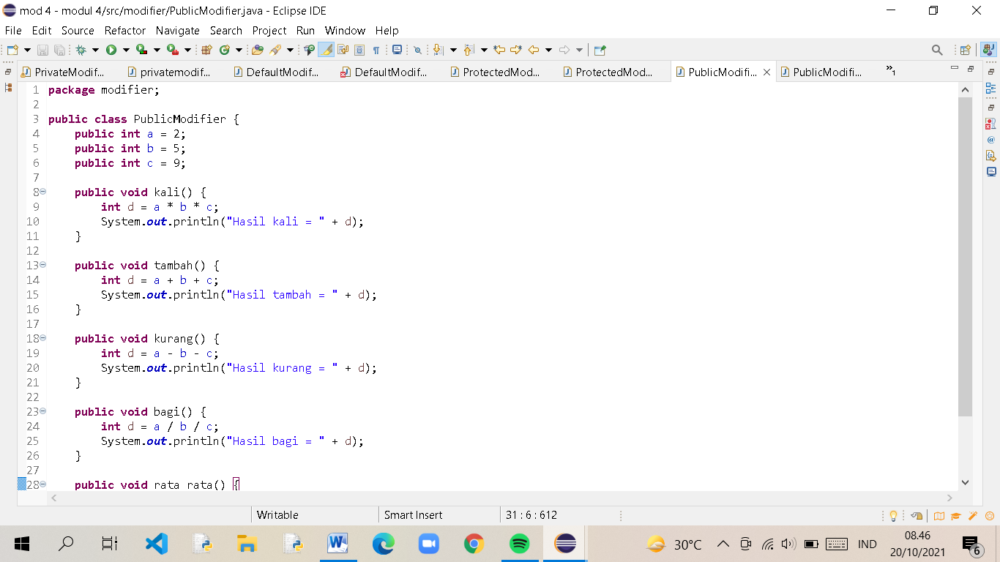 mod 4 - modul 4/src/modifier/PublicModifier.java - Eclipse IDE
File Edit Source Refactor Navigate Search Project Run Window Help
PrivateModif... privatemodif... DefaultModif... DefaultModif... ProtectedMod... ProtectedMod... PublicModifi... PublicModifi... »1
1 package modifier;
2
3 public class PublicModifier {
4 public int a = 2;
5 public int b = 5;
6 public int c = 9;
7
8 public void kali() {
9 int d = a * b * c;
10 System.out.println("Hasil kali = " + d);
11 }
12
13 public void tambah() {
14 int d = a + b + c;
15 System.out.println("Hasil tambah = " + d);
16 }
17
18 public void kurang() {
19 int d = a - b - c;
20 System.out.println("Hasil kurang = " + d);
21 }
22
23 public void bagi() {
24 int d = a / b / c;
25 System.out.println("Hasil bagi = " + d);
26 }
27
28 public void rata rata() {
Writable Smart Insert 31 : 6 : 612
30°C IND 08.46
20/10/2021 6